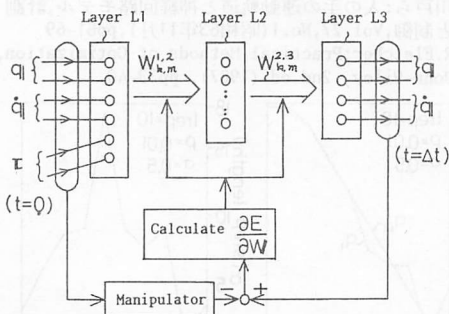 Layer L1
Layer L2
Layer L3
q
q̇
τ
W^{1,2}_{k,m}
W^{2,3}_{k,m}
q
q̇
(t=0)
(t=Δt)
Calculate ∂E/∂W
Manipulator
− +